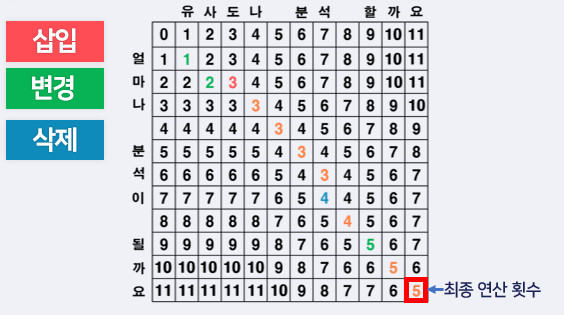 유 사 도 나 분 석 할 까 요
0 1 2 3 4 5 6 7 8 9 10 11
삽입
얼 1 1 2 3 4 5 6 7 8 9 10 11
변경
마 2 2 2 3 4 5 6 7 8 9 10 11
나 3 3 3 3 3 4 5 6 7 8 9 10
삭제
4 4 4 4 4 3 4 5 6 7 8 9
분 5 5 5 5 5 4 3 4 5 6 7 8
석 6 6 6 6 6 5 4 3 4 5 6 7
이 7 7 7 7 7 6 5 4 4 5 6 7
8 8 8 8 8 7 6 5 4 5 6 7
될 9 9 9 9 9 8 7 6 5 5 6 7
까 10 10 10 10 10 9 8 7 6 6 5 6
요 11 11 11 11 11 10 9 8 7 7 6 5 최종 연산 횟수